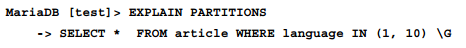 MariaDB [test]> EXPLAIN PARTITIONS
-> SELECT *  FROM article WHERE language IN (1, 10) \G